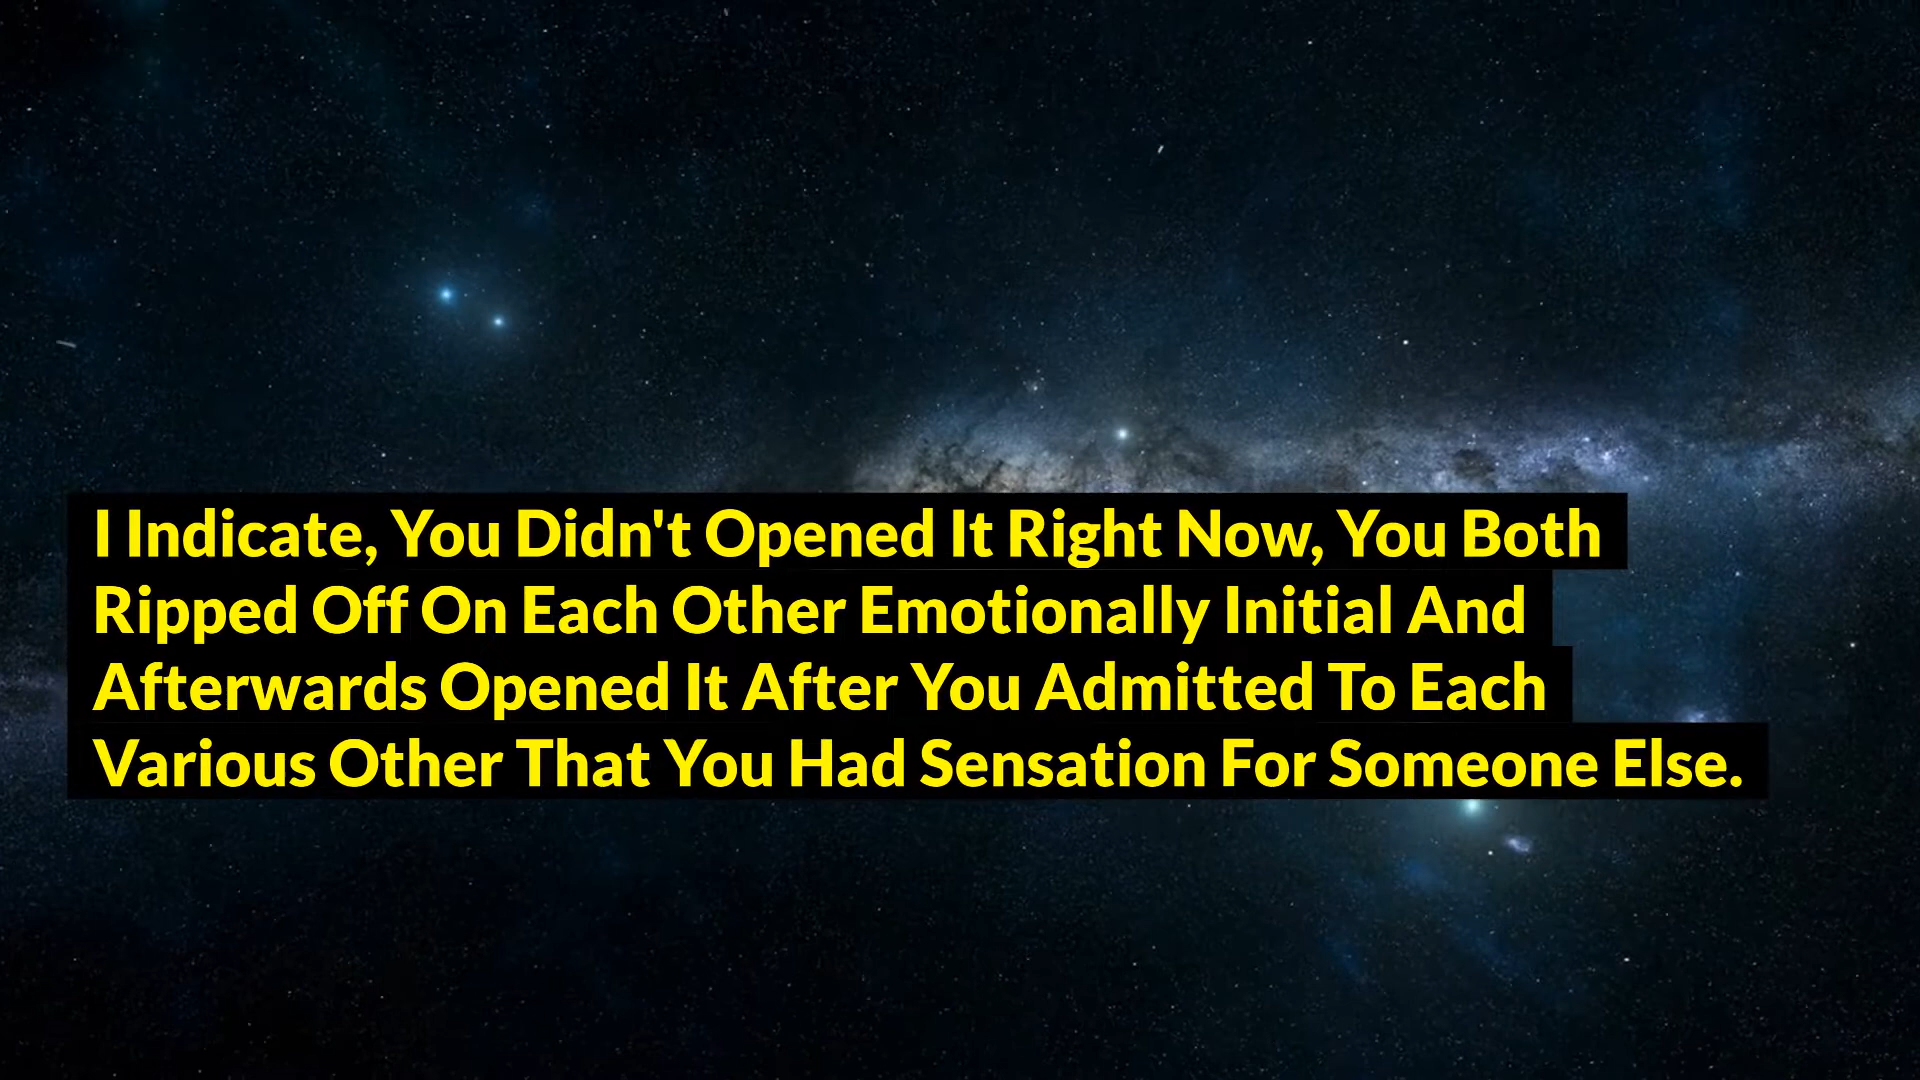 I Indicate, You Didn't Opened It Right Now, You Both
Ripped Off On Each Other Emotionally Initial And
Afterwards Opened It After You Admitted To Each
Various Other That You Had Sensation For Someone Else.